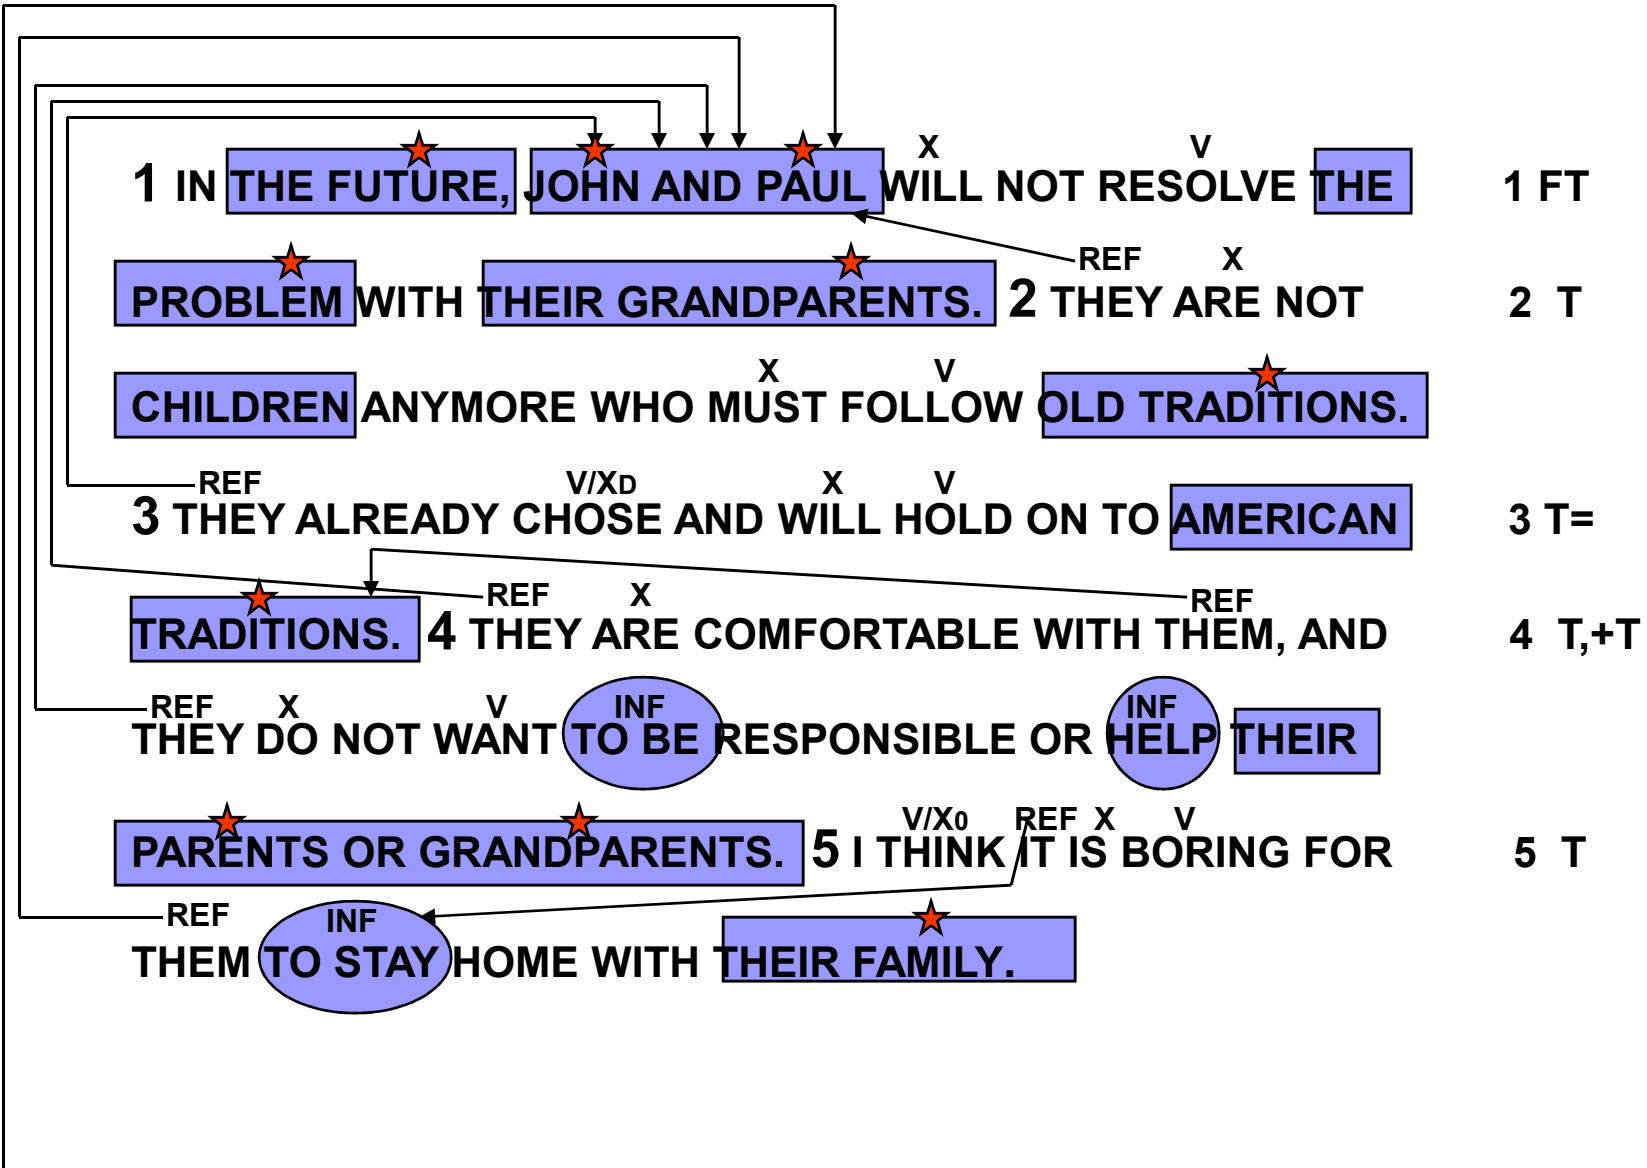 X V
1 IN THE FUTURE, JOHN AND PAUL WILL NOT RESOLVE THE 1 FT
REF X
PROBLEM WITH THEIR GRANDPARENTS. 2 THEY ARE NOT 2 T
X V
CHILDREN ANYMORE WHO MUST FOLLOW OLD TRADITIONS.
REF V/XD X V
3 THEY ALREADY CHOSE AND WILL HOLD ON TO AMERICAN 3 T=
REF X REF
TRADITIONS. 4 THEY ARE COMFORTABLE WITH THEM, AND 4 T,+T
REF X V INF INF
THEY DO NOT WANT TO BE RESPONSIBLE OR HELP THEIR
V/X0 REF X V
PARENTS OR GRANDPARENTS. 5 I THINK IT IS BORING FOR 5 T
REF INF
THEM TO STAY HOME WITH THEIR FAMILY.